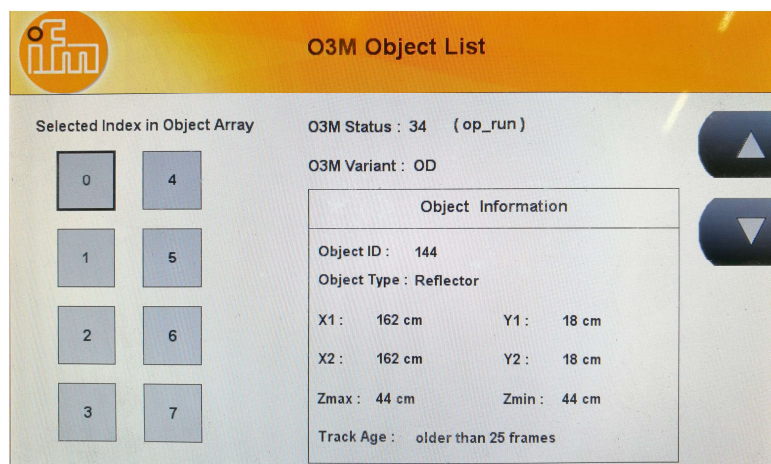 ifm
O3M Object List
Selected Index in Object Array
0 4
1 5
2 6
3 7
O3M Status : 34 ( op_run )
O3M Variant : OD
Object Information
Object ID : 144
Object Type : Reflector
X1 : 162 cm Y1 : 18 cm
X2 : 162 cm Y2 : 18 cm
Zmax : 44 cm Zmin : 44 cm
Track Age : older than 25 frames